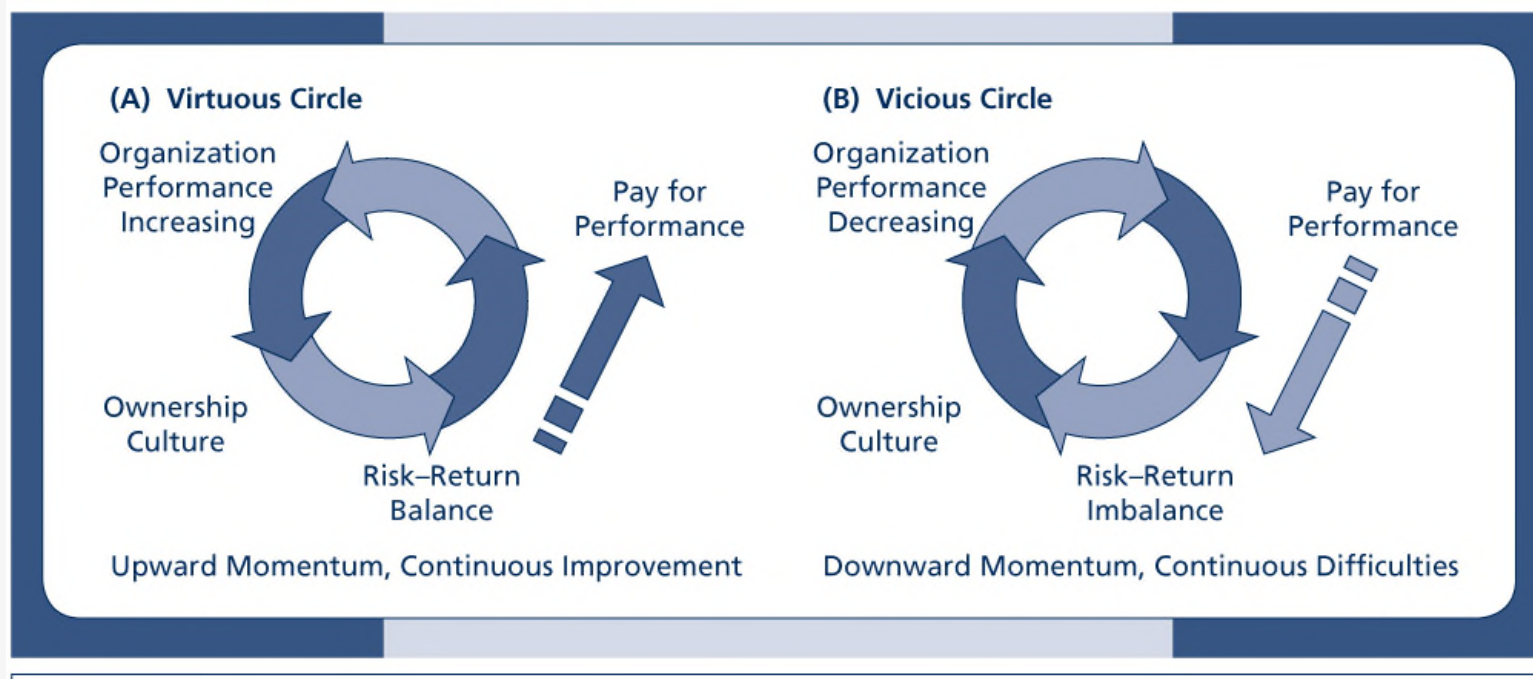 (A) Virtuous Circle
Organization
Performance
Increasing
Pay for
Performance
Ownership
Culture
Risk–Return
Balance
Upward Momentum, Continuous Improvement
(B) Vicious Circle
Organization
Performance
Decreasing
Pay for
Performance
Ownership
Culture
Risk–Return
Imbalance
Downward Momentum, Continuous Difficulties